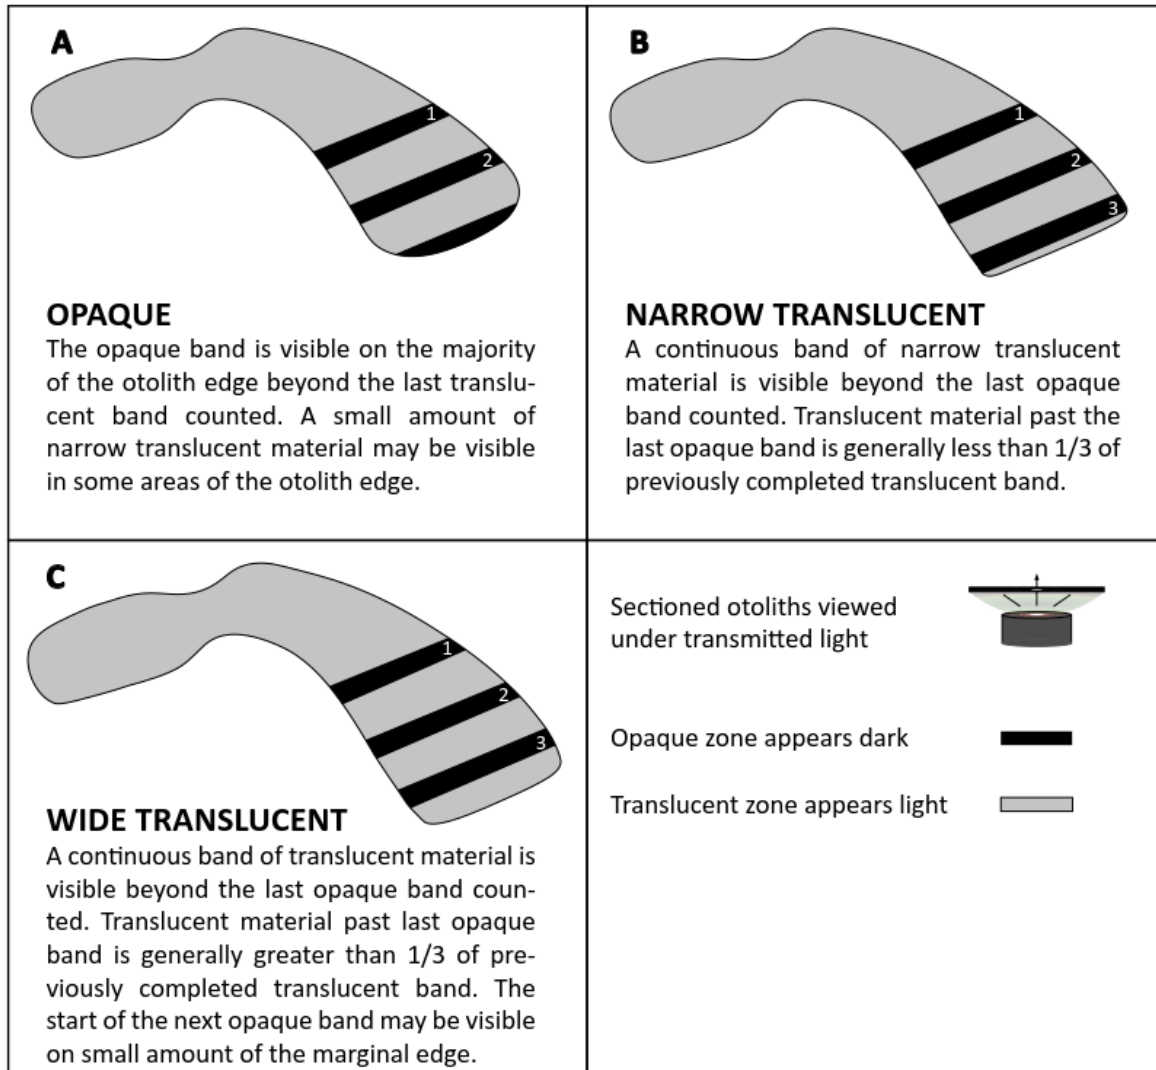 A
1
2
OPAQUE
The opaque band is visible on the majority
of the otolith edge beyond the last translu-
cent band counted. A small amount of
narrow translucent material may be visible
in some areas of the otolith edge.
B
1
2
3
NARROW TRANSLUCENT
A continuous band of narrow translucent
material is visible beyond the last opaque
band counted. Translucent material past the
last opaque band is generally less than 1/3 of
previously completed translucent band.
C
1
2
3
WIDE TRANSLUCENT
A continuous band of translucent material is
visible beyond the last opaque band coun-
ted. Translucent material past last opaque
band is generally greater than 1/3 of pre-
viously completed translucent band. The
start of the next opaque band may be visible
on small amount of the marginal edge.
Sectioned otoliths viewed
under transmitted light
Opaque zone appears dark
Translucent zone appears light